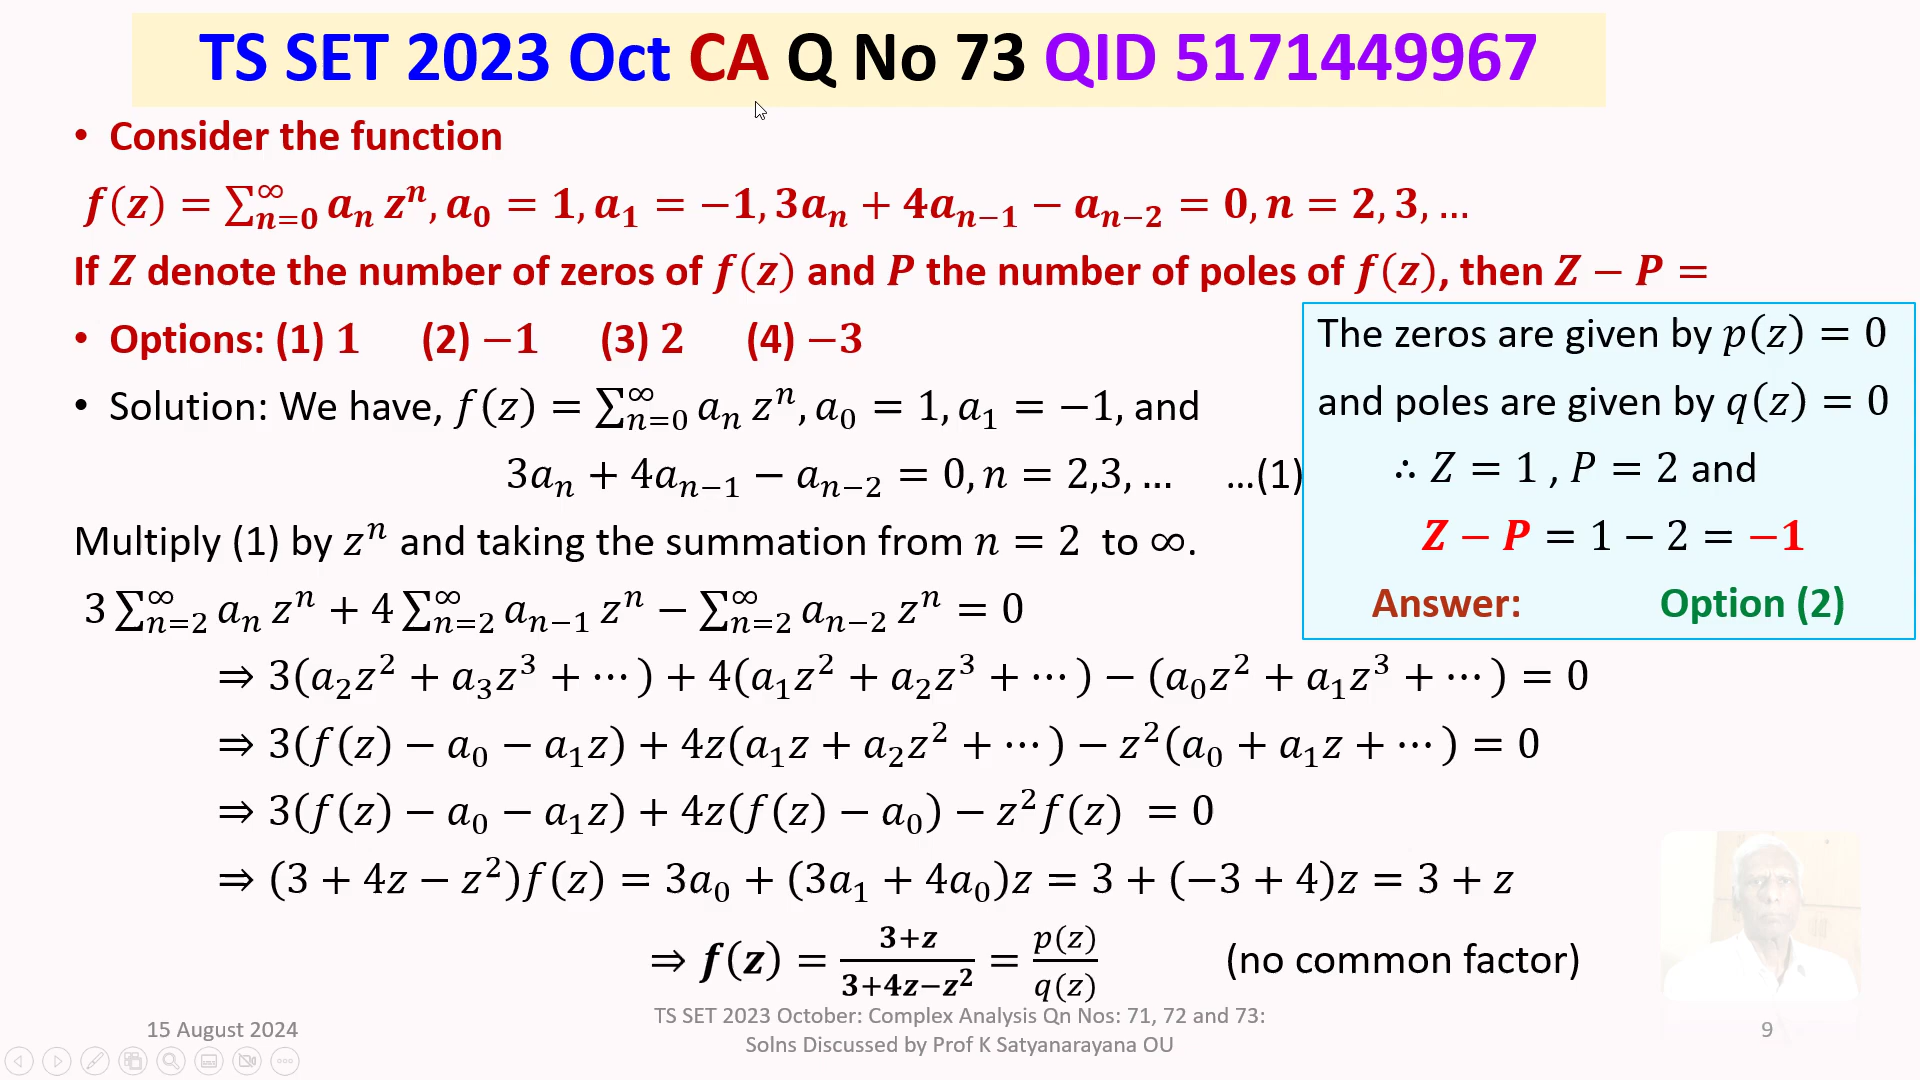 TS SET 2023 Oct CA Q No 73 QID 5171449967
• Consider the function
f(z) = ∑_{n=0}^{∞} a_n z^n, a_0 = 1, a_1 = −1, 3a_n + 4a_{n−1} − a_{n−2} = 0, n = 2, 3, ...
If Z denote the number of zeros of f(z) and P the number of poles of f(z), then Z − P =
• Options: (1) 1 (2) −1 (3) 2 (4) −3
• Solution: We have, f(z) = ∑_{n=0}^{∞} a_n z^n, a_0 = 1, a_1 = −1, and
3a_n + 4a_{n−1} − a_{n−2} = 0, n = 2,3, ... ...(1)
Multiply (1) by z^n and taking the summation from n = 2 to ∞.
3 ∑_{n=2}^{∞} a_n z^n + 4 ∑_{n=2}^{∞} a_{n−1} z^n − ∑_{n=2}^{∞} a_{n−2} z^n = 0
⇒ 3(a_2z^2 + a_3z^3 + ⋯) + 4(a_1z^2 + a_2z^3 + ⋯) − (a_0z^2 + a_1z^3 + ⋯) = 0
⇒ 3(f(z) − a_0 − a_1z) + 4z(a_1z + a_2z^2 + ⋯) − z^2(a_0 + a_1z + ⋯) = 0
⇒ 3(f(z) − a_0 − a_1z) + 4z(f(z) − a_0) − z^2f(z) = 0
⇒ (3 + 4z − z^2)f(z) = 3a_0 + (3a_1 + 4a_0)z = 3 + (−3 + 4)z = 3 + z
⇒ f(z) = (3+z)/(3+4z−z^2) = p(z)/q(z) (no common factor)
The zeros are given by p(z) = 0
and poles are given by q(z) = 0
∴ Z = 1 , P = 2 and
Z − P = 1 − 2 = −1
Answer: Option (2)
15 August 2024
TS SET 2023 October: Complex Analysis Qn Nos: 71, 72 and 73:
Solns Discussed by Prof K Satyanarayana OU
9